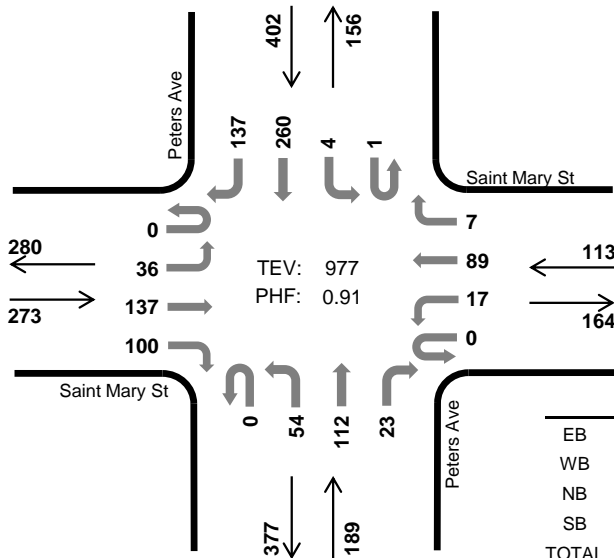 402
156
Peters Ave
137
260
4
1
Saint Mary St
0
7
280
36
TEV: 977
89
113
273
137
PHF: 0.91
17
164
100
0
Saint Mary St
0
54
112
23
Peters Ave
EB
WB
NB
377
189
SB
TOTAL